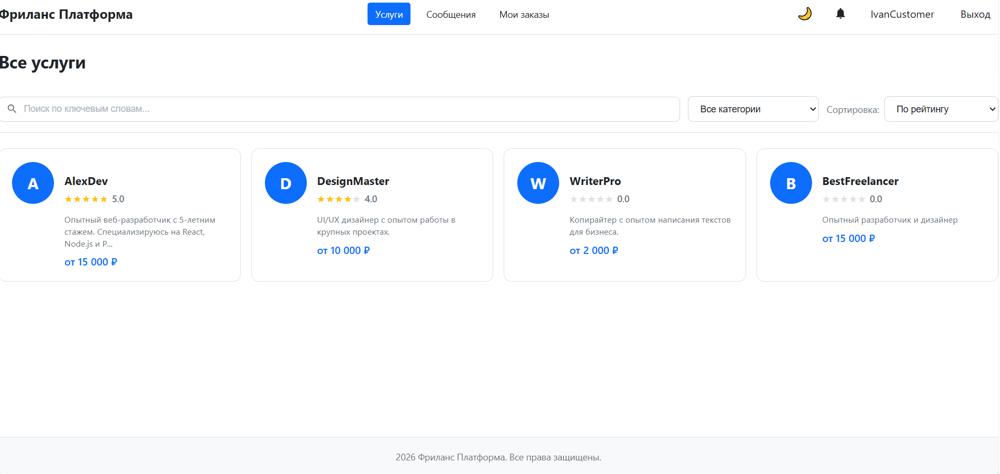 Фриланс Платформа
Услуги
Сообщения
Мои заказы
IvanCustomer
Выход
Все услуги
Поиск по ключевым словам...
Все категории
Сортировка:
По рейтингу
A
AlexDev
5.0
Опытный веб-разработчик с 5-летним
стажем. Специализируюсь на React,
Node.js и P...
от 15 000 ₽
D
DesignMaster
4.0
UI/UX дизайнер с опытом работы в
крупных проектах.
от 10 000 ₽
W
WriterPro
0.0
Копирайтер с опытом написания текстов
для бизнеса.
от 2 000 ₽
B
BestFreelancer
0.0
Опытный разработчик и дизайнер
от 15 000 ₽
2026 Фриланс Платформа. Все права защищены.